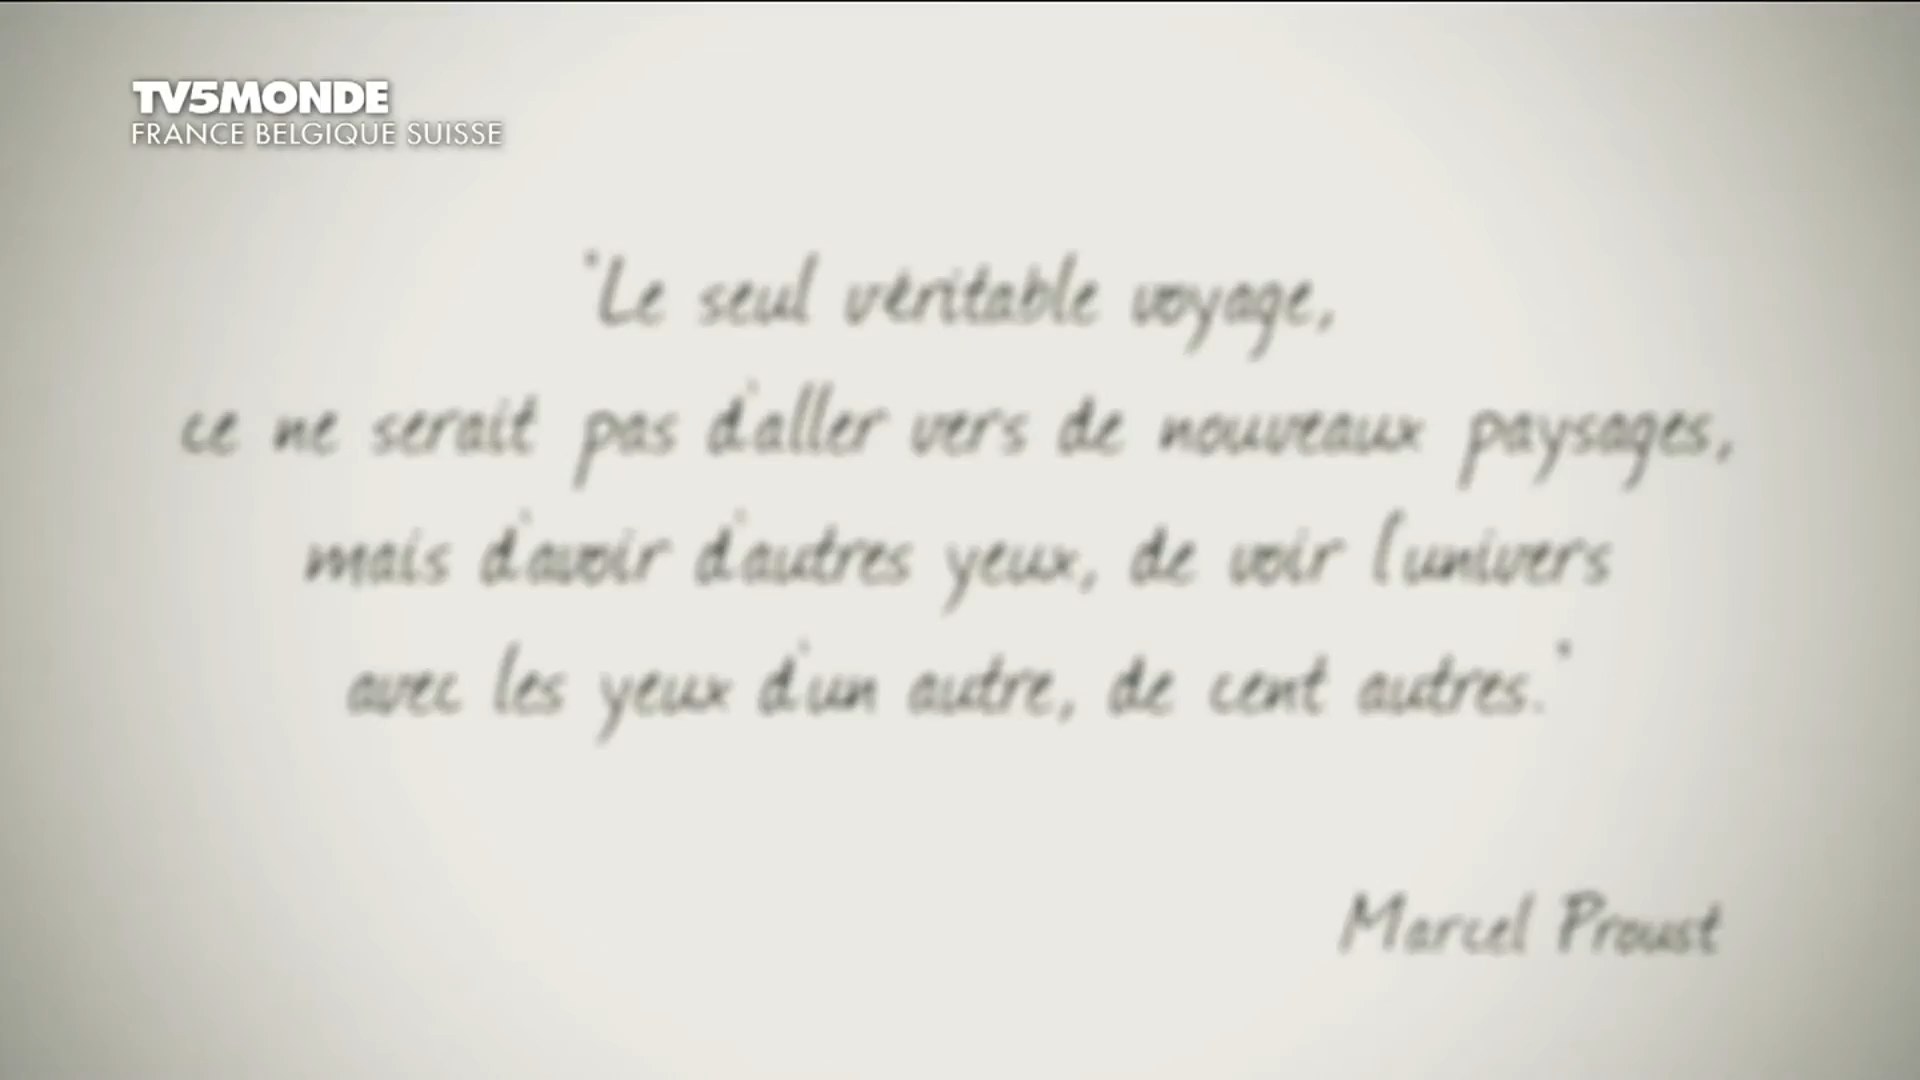 TV5MONDE
FRANCE BELGIQUE SUISSE
"Le seul véritable voyage,
ce ne serait pas d'aller vers de nouveaux paysages,
mais d'avoir d'autres yeux, de voir l'univers
avec les yeux d'un autre, de cent autres."
Marcel Proust